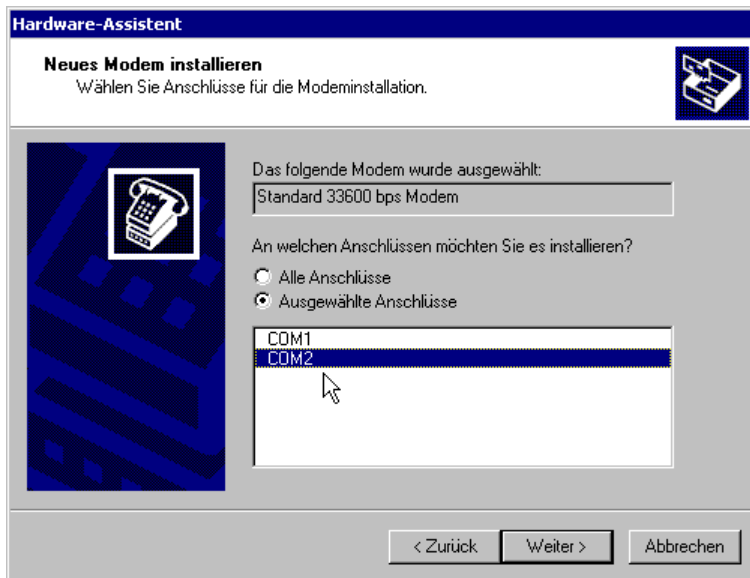 Hardware-Assistent
Neues Modem installieren
Wählen Sie Anschlüsse für die Modeminstallation.
Das folgende Modem wurde ausgewählt:
Standard 33600 bps Modem
An welchen Anschlüssen möchten Sie es installieren?
Alle Anschlüsse
Ausgewählte Anschlüsse
COM1
COM2
< Zurück Weiter > Abbrechen